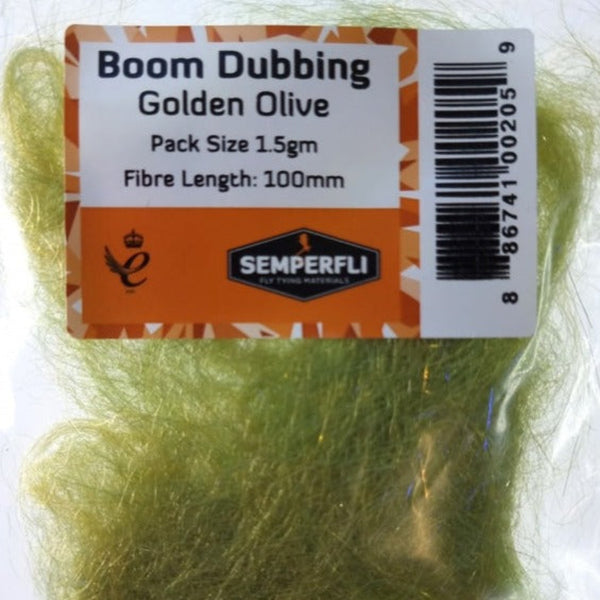 Boom Dubbing
Golden Olive
Pack Size 1.5gm
Fibre Length: 100mm
e
SEMPERFLI
FLY TYING MATERIALS
8 86741 00205 9